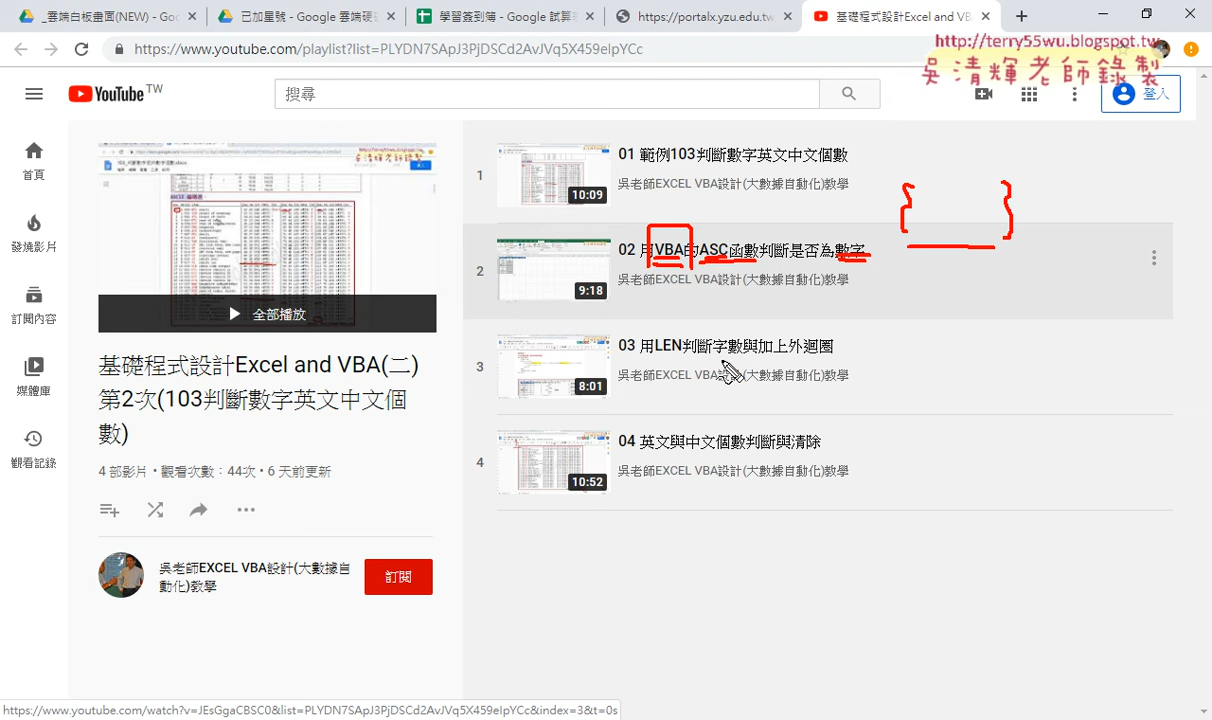 _雲端白板畫面(NEW) - Goo
已加星號 - Google 雲端硬
學習簽到簿 - Google 試算
https://portalx.yzu.edu.tw
基礎程式設計Excel and VB
https://www.youtube.com/playlist?list=PLYDN7SApJ3PjDSCd2AvJVq5X459eIpYCc
http://terry55wu.blogspot.tw
吳清輝老師錄製
YouTube TW
搜尋
登入
首頁
發燒影片
訂閱內容
媒體庫
觀看記錄
全部播放
基礎程式設計Excel and VBA(二)
第2次(103判斷數字英文中文個
數)
4 部影片・觀看次數：44次・6 天前更新
吳老師EXCEL VBA設計(大數據自
動化)教學
訂閱
1
10:09
01 範例103判斷數字英文中文個數
吳老師EXCEL VBA設計(大數據自動化)教學
2
9:18
02 用VBA的ASC函數判斷是否為數字
吳老師EXCEL VBA設計(大數據自動化)教學
3
8:01
03 用LEN判斷字數與加上外迴圈
吳老師EXCEL VBA設計(大數據自動化)教學
4
10:52
04 英文與中文個數判斷與清除
吳老師EXCEL VBA設計(大數據自動化)教學
https://www.youtube.com/watch?v=JEsGgaCBSC0&list=PLYDN7SApJ3PjDSCd2AvJVq5X459eIpYCc&index=3&t=0s